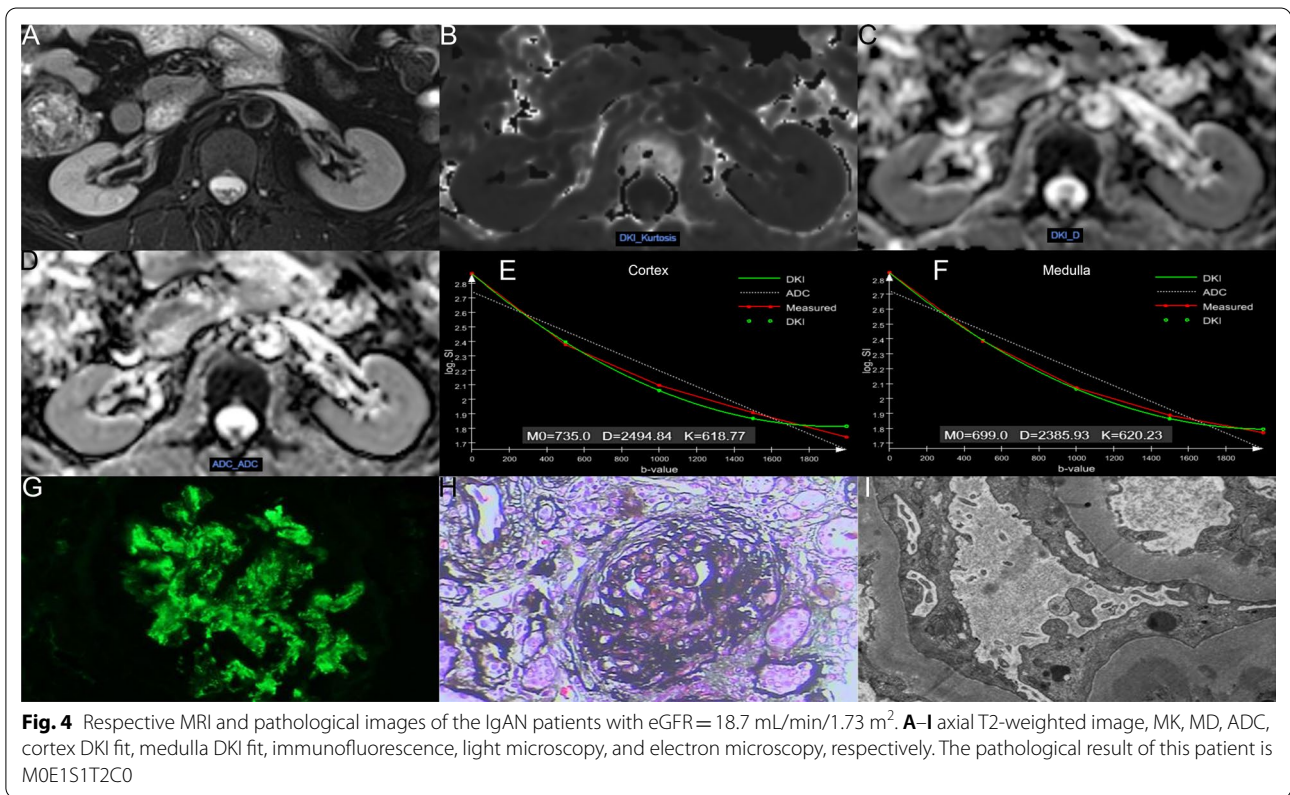 A
B
C
DKI_Kurtosis
DKI_D
D
ADC_ADC
E
Cortex
DKI
ADC
Measured
DKI
2.8
2.7
2.6
2.5
2.4
2.3
2.2
2.1
2.0
1.9
1.8
1.7
log. SI
M0=735.0 D=2494.84 K=618.77
0 200 400 600 800 1000 1200 1400 1600 1800
b-value
F
Medulla
DKI
ADC
Measured
DKI
2.8
2.7
2.6
2.5
2.4
2.3
2.2
2.1
2.0
1.9
1.8
1.7
log. SI
M0=699.0 D=2385.93 K=620.23
0 200 400 600 800 1000 1200 1400 1600 1800
b-value
G
H
I
Fig. 4 Respective MRI and pathological images of the IgAN patients with eGFR = 18.7 mL/min/1.73 m². A–I axial T2-weighted image, MK, MD, ADC,
cortex DKI fit, medulla DKI fit, immunofluorescence, light microscopy, and electron microscopy, respectively. The pathological result of this patient is
M0E1S1T2C0